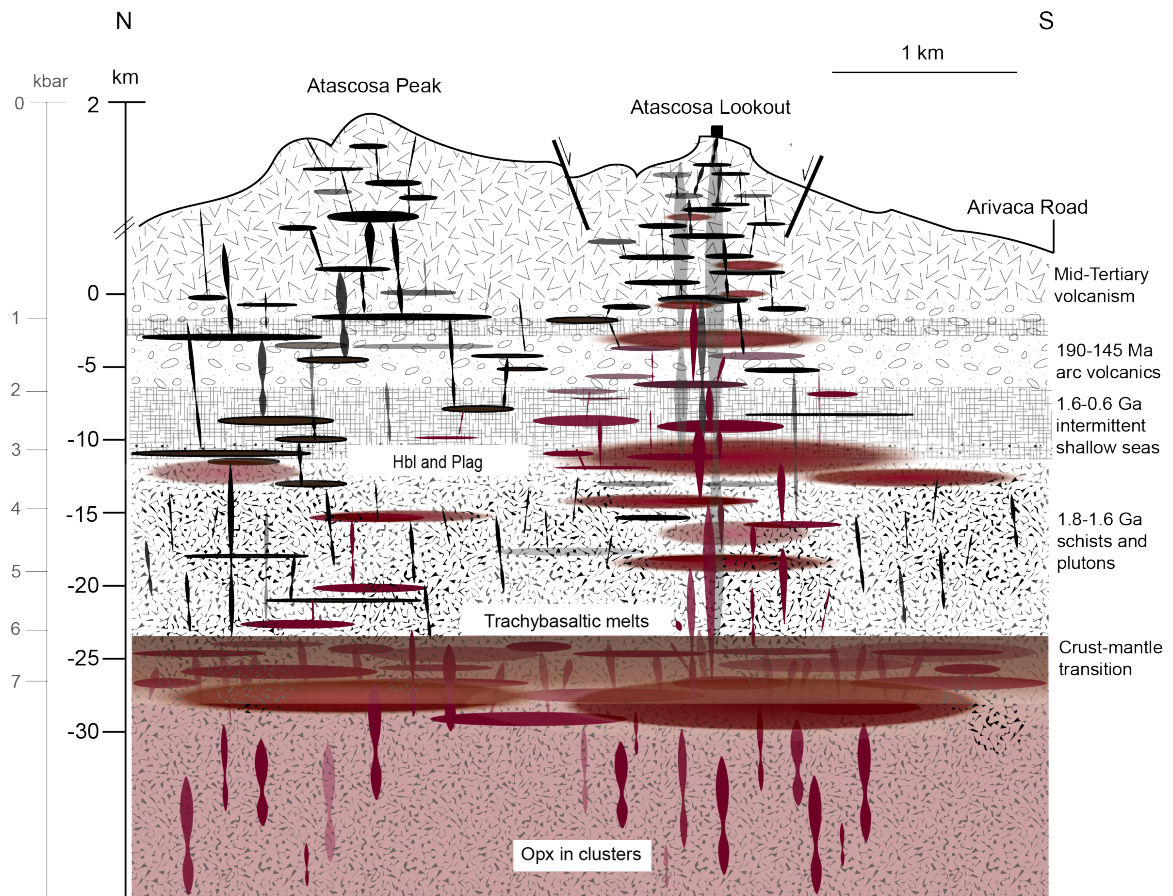 N
S
1 km
kbar
km
Atascosa Peak
Atascosa Lookout
0
2
Arivaca Road
Mid-Tertiary
volcanism
0
1
190-145 Ma
arc volcanics
-5
2
1.6-0.6 Ga
intermittent
shallow seas
-10
3
Hbl and Plag
4
-15
1.8-1.6 Ga
schists and
plutons
5
-20
6
Trachybasaltic melts
Crust-mantle
transition
-25
7
-30
Opx in clusters